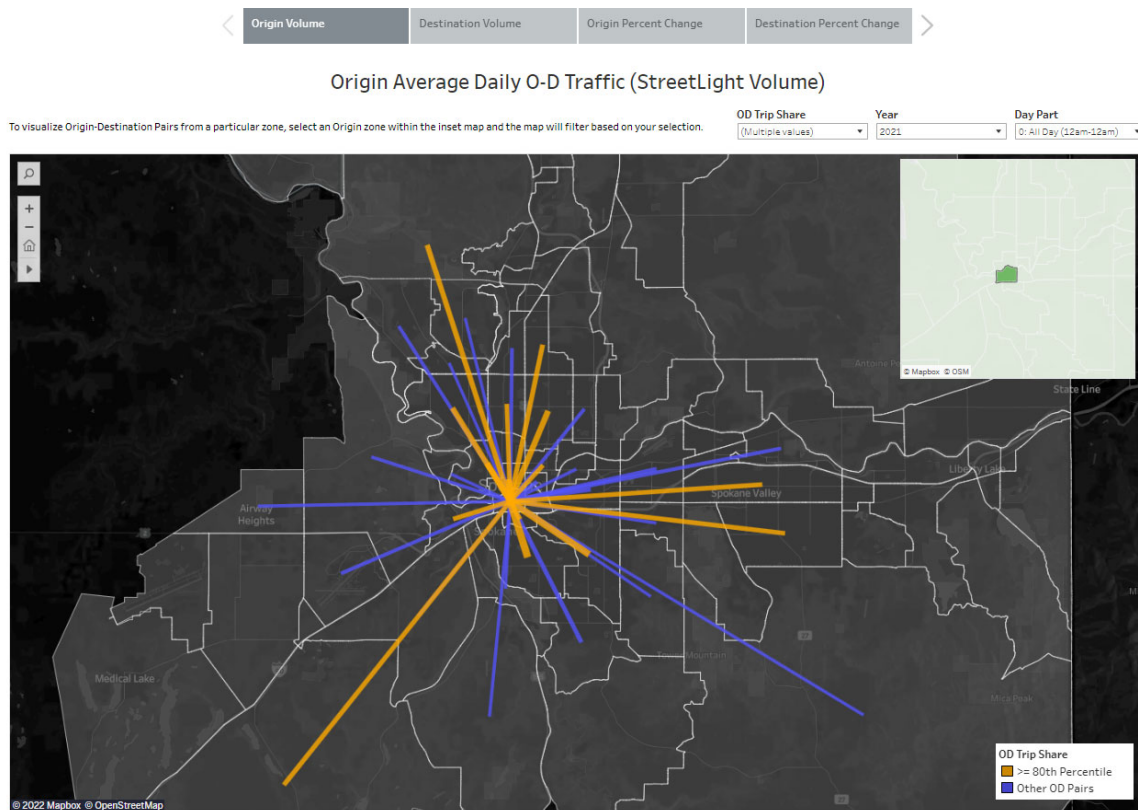 Origin Volume
Destination Volume
Origin Percent Change
Destination Percent Change
Origin Average Daily O-D Traffic (StreetLight Volume)
To visualize Origin-Destination Pairs from a particular zone, select an Origin zone within the inset map and the map will filter based on your selection.
OD Trip Share
(Multiple values)
Year
2021
Day Part
0: All Day (12am-12am)
© Mapbox © OSM
State Line
Liberty Lake
Spokane Valley
Airway
Heights
Medical Lake
Mica Peak
OD Trip Share
>= 80th Percentile
Other OD Pairs
© 2022 Mapbox © OpenStreetMap